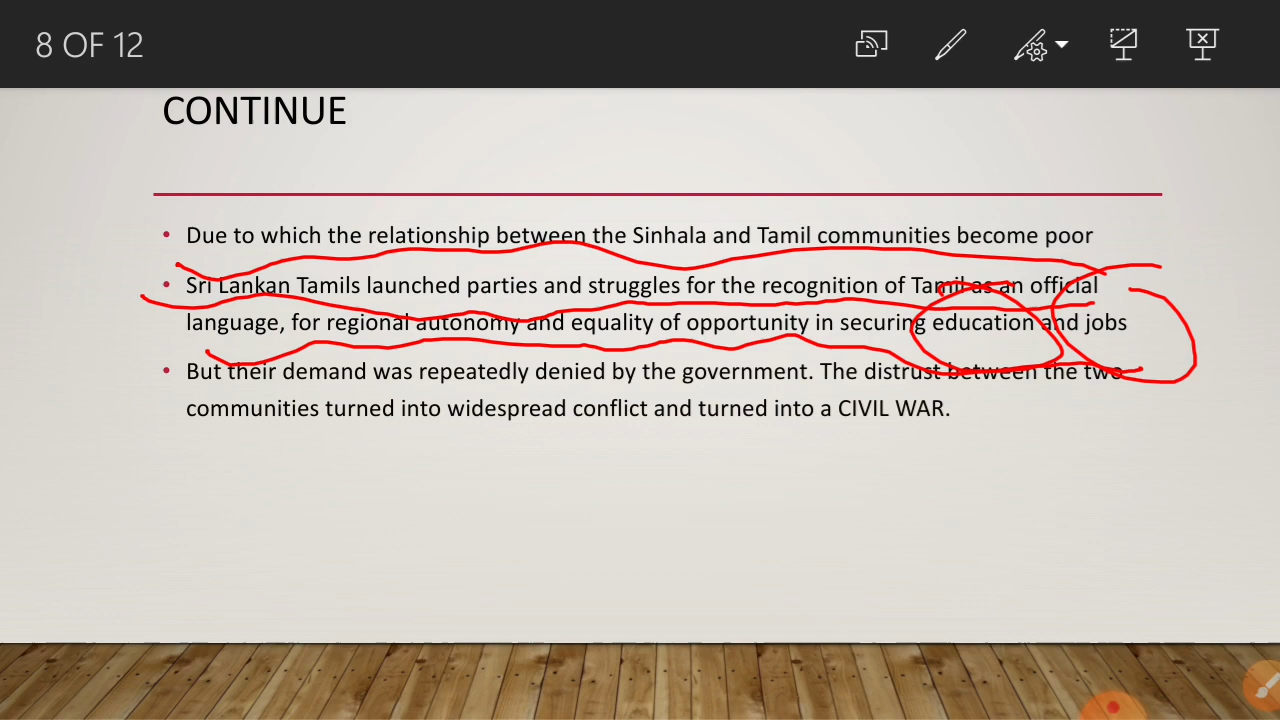 8 OF 12
CONTINUE
• Due to which the relationship between the Sinhala and Tamil communities become poor
• Sri Lankan Tamils launched parties and struggles for the recognition of Tamil as an official
language, for regional autonomy and equality of opportunity in securing education and jobs
• But their demand was repeatedly denied by the government. The distrust between the two
communities turned into widespread conflict and turned into a CIVIL WAR.